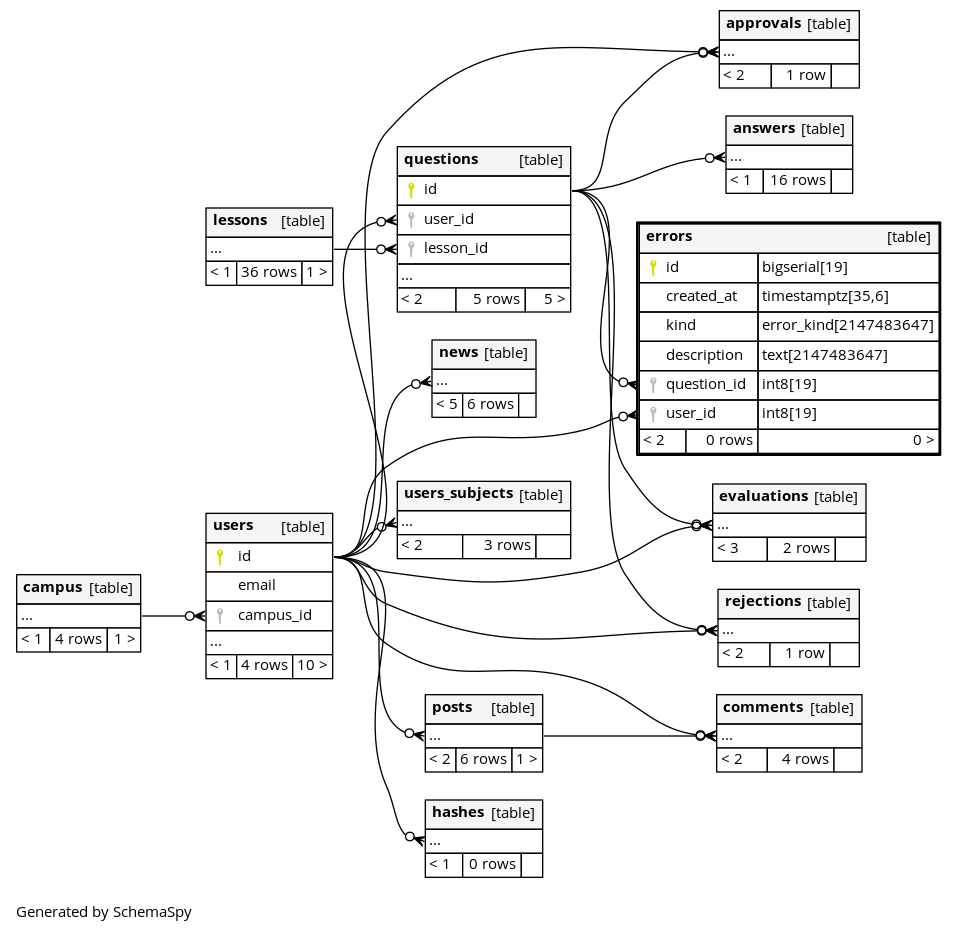 approvals [table]
...
< 2 1 row
answers [table]
...
< 1 16 rows
questions [table]
id
user_id
lesson_id
...
< 2 5 rows 5 >
lessons [table]
...
< 1 36 rows 1 >
errors [table]
id bigserial[19]
created_at timestamptz[35,6]
kind error_kind[2147483647]
description text[2147483647]
question_id int8[19]
user_id int8[19]
< 2 0 rows 0 >
news [table]
...
< 5 6 rows
users_subjects [table]
...
< 2 3 rows
evaluations [table]
...
< 3 2 rows
users [table]
id
email
campus_id
...
< 1 4 rows 10 >
campus [table]
...
< 1 4 rows 1 >
rejections [table]
...
< 2 1 row
posts [table]
...
< 2 6 rows 1 >
comments [table]
...
< 2 4 rows
hashes [table]
...
< 1 0 rows
Generated by SchemaSpy